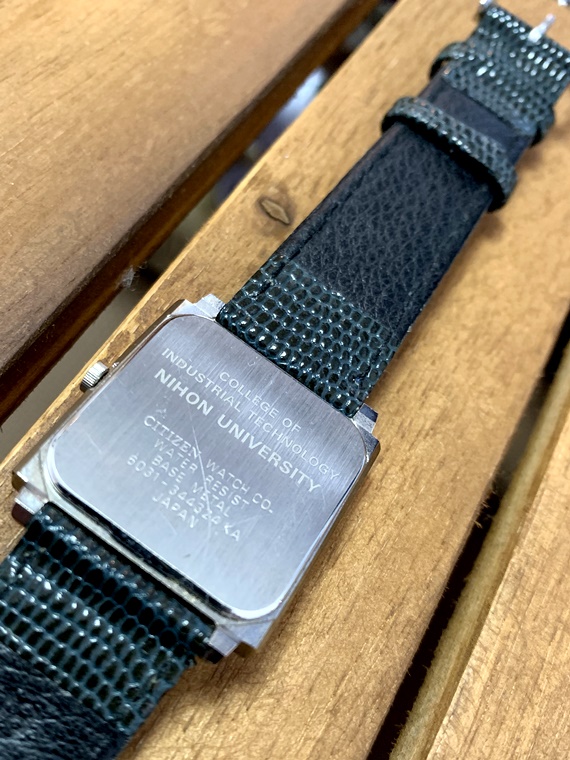 COLLEGE OF
INDUSTRIAL TECHNOLOGY
NIHON UNIVERSITY
CITIZEN WATCH CO.
WATER RESIST
BASE METAL
JAPAN